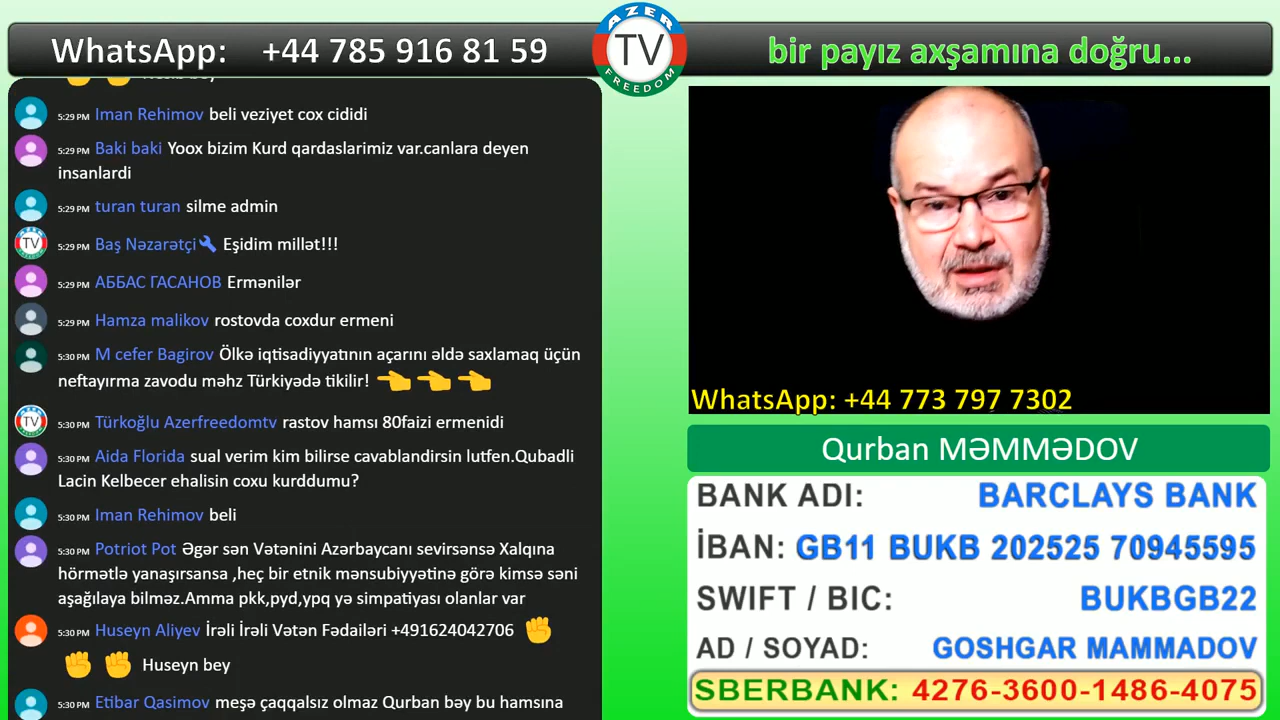 WhatsApp: +44 785 916 81 59
AZER
TV
FREEDOM
bir payız axşamına doğru...
5:29 PM Iman Rehimov beli veziyet cox cididi
5:29 PM Baki baki Yoox bizim Kurd qardaslarimiz var.canlara deyen
insanlardi
5:29 PM turan turan silme admin
5:29 PM Baş Nəzarətçi Eşidim millət!!!
5:29 PM АББАС ГАСАНОВ Ermənilər
5:29 PM Hamza malikov rostovda coxdur ermeni
5:30 PM M cefer Bagirov Ölkə iqtisadiyyatının açarını əldə saxlamaq üçün
neftayırma zavodu məhz Türkiyədə tikilir! 👈 👈 👈
5:30 PM Türkoğlu Azerfreedomtv rastov hamsı 80faizi ermenidi
5:30 PM Aida Florida sual verim kim bilirse cavablandirsin lutfen.Qubadli
Lacin Kelbecer ehalisin coxu kurddumu?
5:30 PM Iman Rehimov beli
5:30 PM Potriot Pot Əgər sən Vətənini Azərbaycanı sevirsənsə Xalqına
hörmətlə yanaşırsansa ,heç bir etnik mənsubiyyətinə görə kimsə səni
aşağılaya bilməz.Amma pkk,pyd,ypq yə simpatiyası olanlar var
5:30 PM Huseyn Aliyev İrəli İrəli Vətən Fədailəri +491624042706 ✊
✊ ✊ Huseyn bey
5:30 PM Etibar Qasimov meşə çaqqalsız olmaz Qurban bəy bu hamsına
WhatsApp: +44 773 797 7302
Qurban MƏMMƏDOV
BANK ADI: BARCLAYS BANK
İBAN: GB11 BUKB 202525 70945595
SWIFT / BIC: BUKBGB22
AD / SOYAD: GOSHGAR MAMMADOV
SBERBANK: 4276-3600-1486-4075